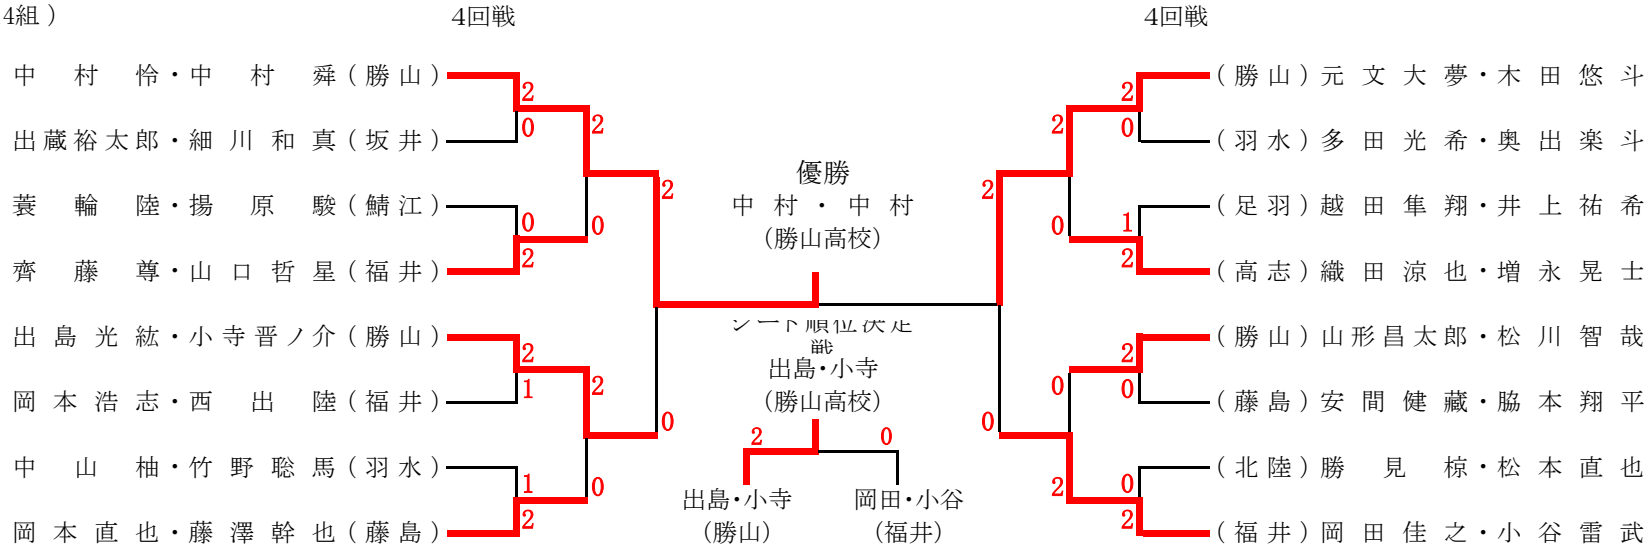 4組 )
4回戦
4回戦
中村怜・中村舜(勝山)
2
0
出蔵裕太郎・細川和真(坂井)
2
蓑輪陸・揚原駿(鯖江)
0
2
0
齊藤尊・山口哲星(福井)
2
出島光紘・小寺晋ノ介(勝山)
2
1
岡本浩志・西出陸(福井)
2
0
中山柚・竹野聡馬(羽水)
1
2
0
岡本直也・藤澤幹也(藤島)
優勝
中村・中村
(勝山高校)
シード順位決定
戦
出島・小寺
(勝山高校)
2
0
出島・小寺
(勝山)
岡田・小谷
(福井)
(勝山)元文大夢・木田悠斗
2
0
(羽水)多田光希・奥出楽斗
2
(足羽)越田隼翔・井上祐希
1
2
0
(高志)織田涼也・増永晃士
2
(勝山)山形昌太郎・松川智哉
2
0
(藤島)安間健藏・脇本翔平
0
0
(北陸)勝見椋・松本直也
0
2
2
(福井)岡田佳之・小谷雷武